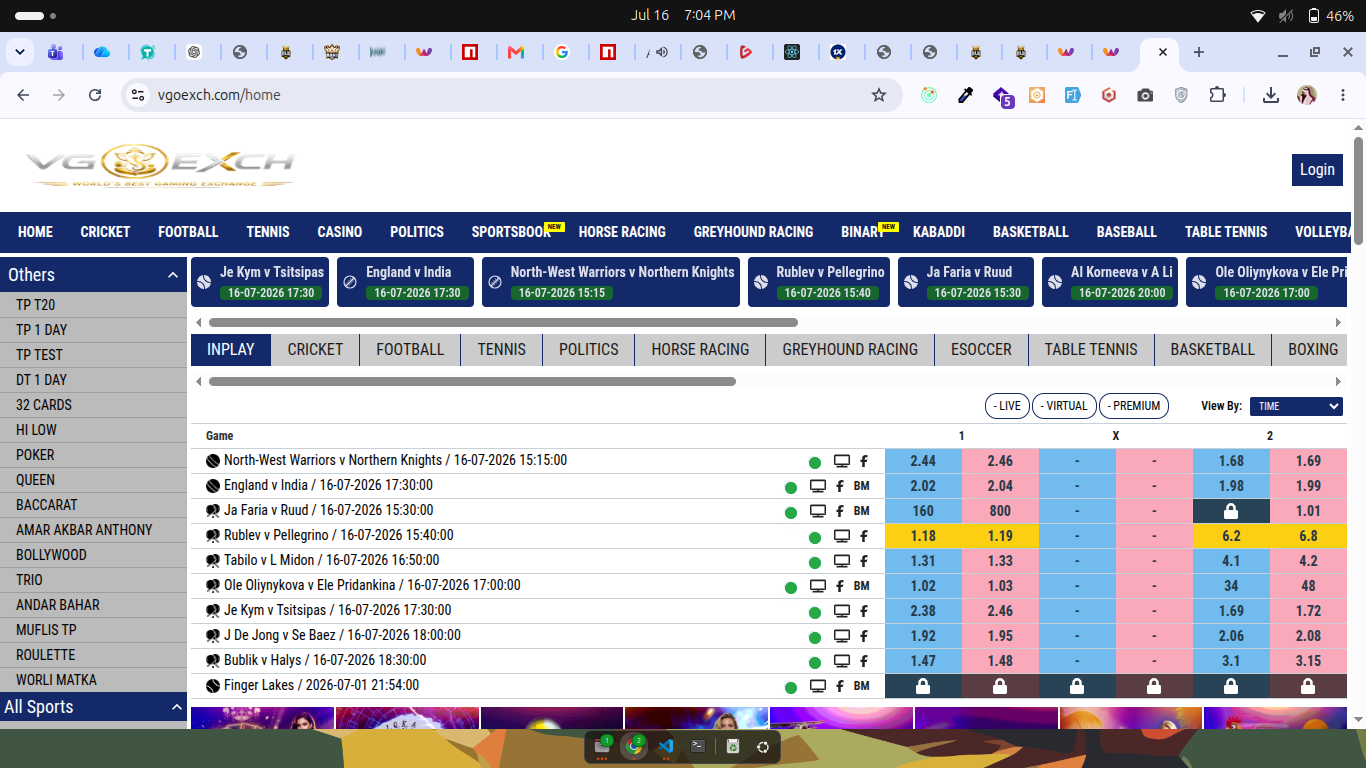 Jul 16 7:04 PM
46%
vgoexch.com/home
5
VGOEXCH
WORLD'S BEST GAMING EXCHANGE
Login
HOME CRICKET FOOTBALL TENNIS CASINO POLITICS SPORTSBOOK NEW HORSE RACING GREYHOUND RACING BINARY NEW KABADDI BASKETBALL BASEBALL TABLE TENNIS VOLLEYBA
Others
TP T20
TP 1 DAY
TP TEST
DT 1 DAY
32 CARDS
HI LOW
POKER
QUEEN
BACCARAT
AMAR AKBAR ANTHONY
BOLLYWOOD
TRIO
ANDAR BAHAR
MUFLIS TP
ROULETTE
WORLI MATKA
All Sports
Je Kym v Tsitsipas England v India North-West Warriors v Northern Knights Rublev v Pellegrino Ja Faria v Ruud Al Korneeva v A Li Ole Oliynykova v Ele Pri
16-07-2026 17:30 16-07-2026 17:30 16-07-2026 15:15 16-07-2026 15:40 16-07-2026 15:30 16-07-2026 20:00 16-07-2026 17:00
INPLAY CRICKET FOOTBALL TENNIS POLITICS HORSE RACING GREYHOUND RACING ESOCCER TABLE TENNIS BASKETBALL BOXING
- LIVE - VIRTUAL - PREMIUM View By: TIME
Game 1 X 2
North-West Warriors v Northern Knights / 16-07-2026 15:15:00 2.44 2.46 - - 1.68 1.69
England v India / 16-07-2026 17:30:00 BM 2.02 2.04 - - 1.98 1.99
Ja Faria v Ruud / 16-07-2026 15:30:00 BM 160 800 - - 1.01
Rublev v Pellegrino / 16-07-2026 15:40:00 1.18 1.19 - - 6.2 6.8
Tabilo v L Midon / 16-07-2026 16:50:00 1.31 1.33 - - 4.1 4.2
Ole Oliynykova v Ele Pridankina / 16-07-2026 17:00:00 BM 1.02 1.03 - - 34 48
Je Kym v Tsitsipas / 16-07-2026 17:30:00 2.38 2.46 - - 1.69 1.72
J De Jong v Se Baez / 16-07-2026 18:00:00 1.92 1.95 - - 2.06 2.08
Bublik v Halys / 16-07-2026 18:30:00 1.47 1.48 - - 3.1 3.15
Finger Lakes / 2026-07-01 21:54:00 BM
1 2